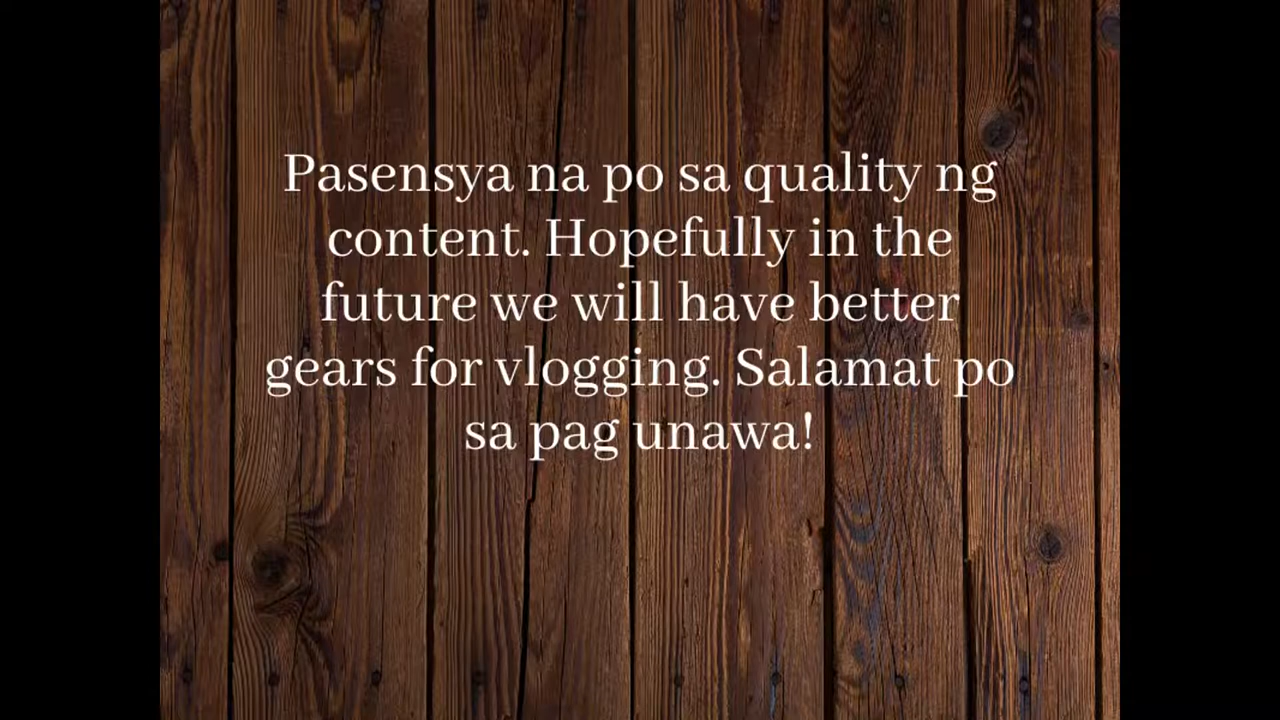 Pasensya na po sa quality ng
content. Hopefully in the
future we will have better
gears for vlogging. Salamat po
sa pag unawa!